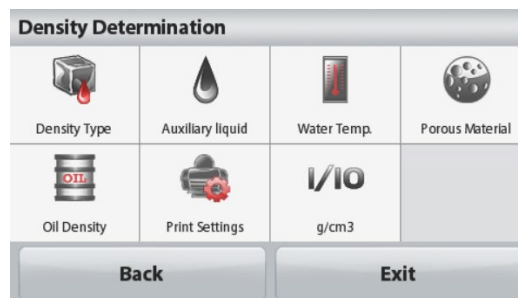 Density Determination
Density Type
Auxiliary liquid
Water Temp.
Porous Material
OIL
Oil Density
Print Settings
I/IO
g/cm3
Back
Exit